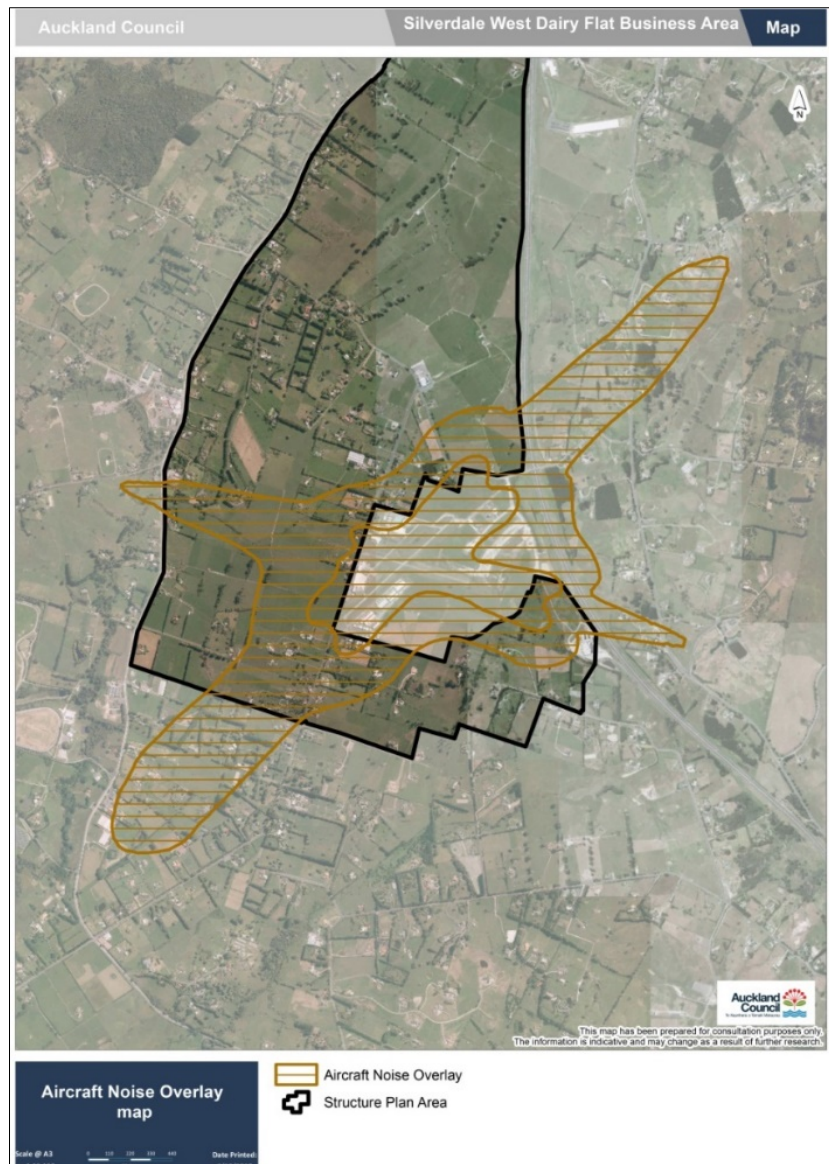 Auckland Council
Silverdale West Dairy Flat Business Area
Map
N
Auckland
Council
This map has been prepared for consultation purposes only.
The information is indicative and may change as a result of further research.
Aircraft Noise Overlay
map
Aircraft Noise Overlay
Structure Plan Area
Scale @ A3
Date Printed: